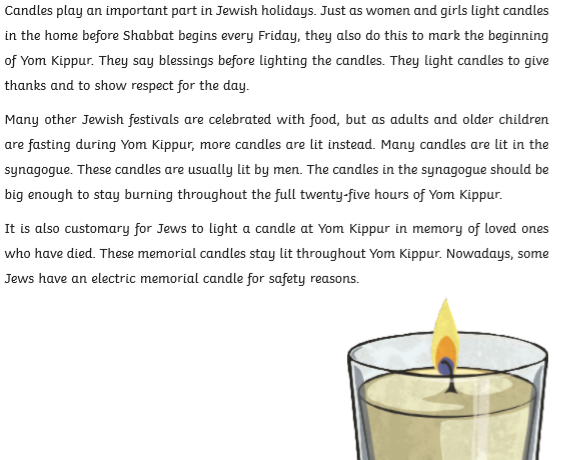 Candles play an important part in Jewish holidays. Just as women and girls light candles
in the home before Shabbat begins every Friday, they also do this to mark the beginning
of Yom Kippur. They say blessings before lighting the candles. They light candles to give
thanks and to show respect for the day.
Many other Jewish festivals are celebrated with food, but as adults and older children
are fasting during Yom Kippur, more candles are lit instead. Many candles are lit in the
synagogue. These candles are usually lit by men. The candles in the synagogue should be
big enough to stay burning throughout the full twenty-five hours of Yom Kippur.
It is also customary for Jews to light a candle at Yom Kippur in memory of loved ones
who have died. These memorial candles stay lit throughout Yom Kippur. Nowadays, some
Jews have an electric memorial candle for safety reasons.